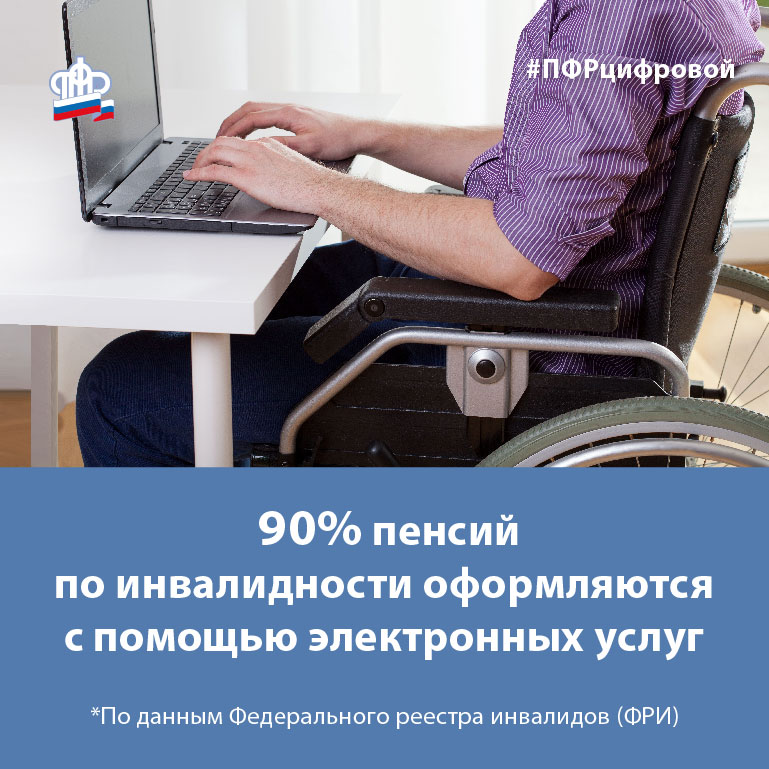 #ПФРцифровой
90% пенсий
по инвалидности оформляются
с помощью электронных услуг
*По данным Федерального реестра инвалидов (ФРИ)